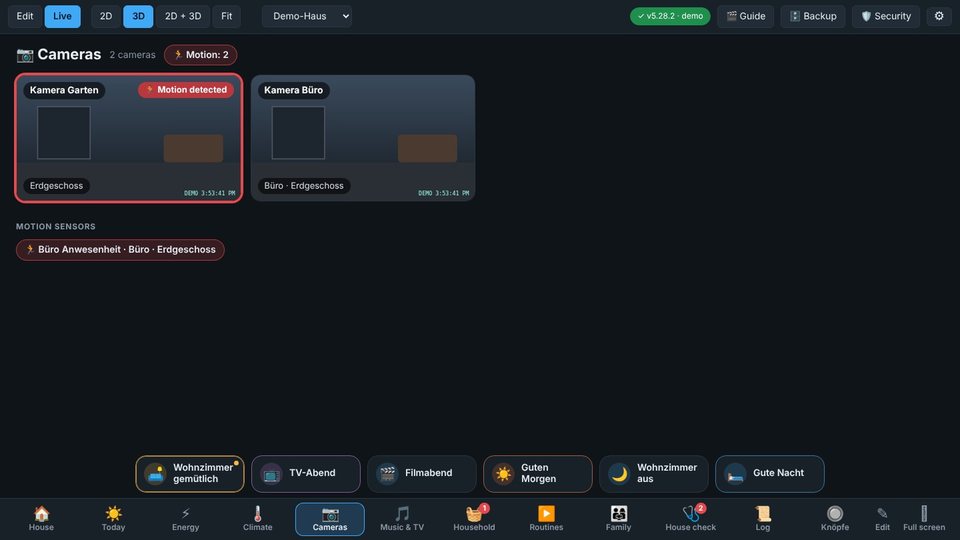 Edit
Live
2D
3D
2D + 3D
Fit
Demo-Haus
✓ v5.28.2 · demo
Guide
Backup
Security
Cameras
2 cameras
Motion: 2
Kamera Garten
Motion detected
Erdgeschoss
DEMO 3:53:41 PM
Kamera Büro
Büro · Erdgeschoss
DEMO 3:53:41 PM
MOTION SENSORS
Büro Anwesenheit · Büro · Erdgeschoss
Wohnzimmer
gemütlich
TV-Abend
Filmabend
Guten
Morgen
Wohnzimmer
aus
Gute Nacht
House
Today
Energy
Climate
Cameras
Music & TV
1
Household
Routines
Family
2
House check
Log
Knöpfe
Edit
Full screen